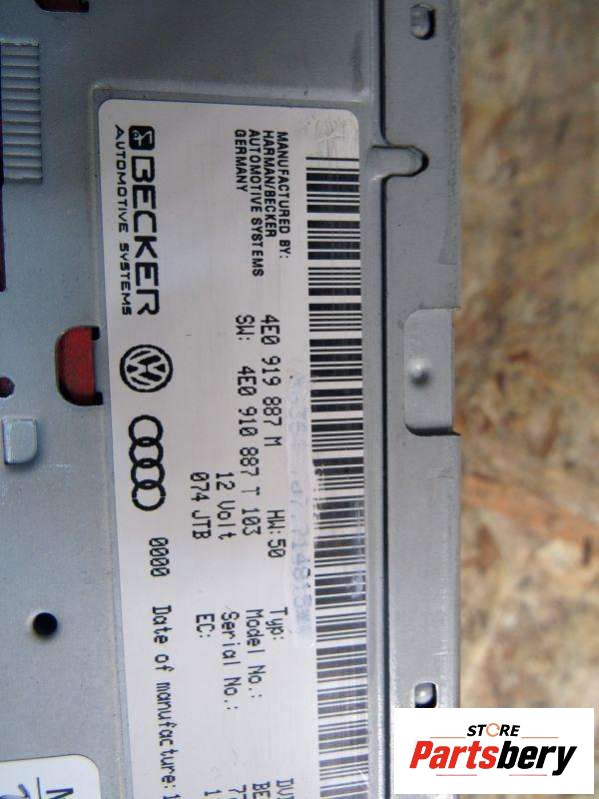 BECKER
AUTOMOTIVE SYSTEMS
MANUFACTURED BY:
HARMAN/BECKER
AUTOMOTIVE SYSTEMS
GERMANY
4E0 919 887 M HW:50
SW: 4E0 910 887 T 103
12 Volt
074 JTB
0000 Date of manufacture:
Typ:
Model No.:
Serial No.:
EC:
STORE
Partsbery